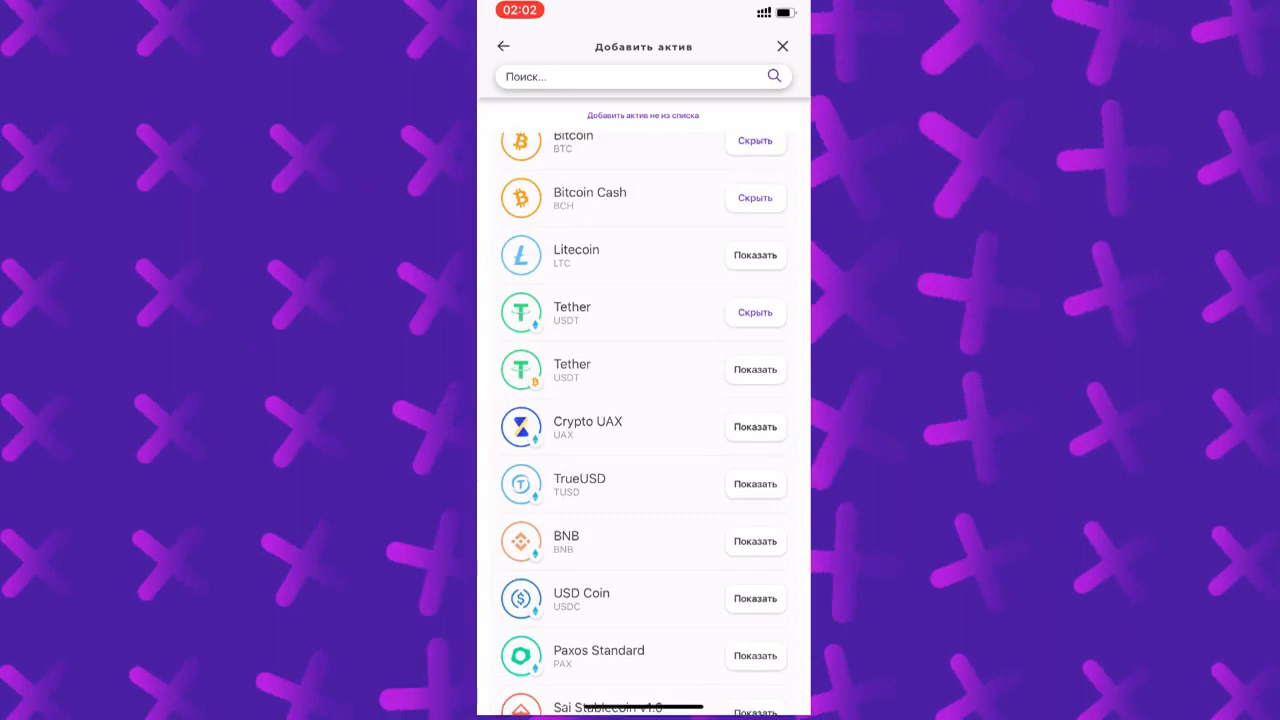 02:02
Добавить актив
Поиск...
Добавить актив не из списка
Bitcoin
BTC
Скрыть
Bitcoin Cash
BCH
Скрыть
Litecoin
LTC
Показать
Tether
USDT
Скрыть
Tether
USDT
Показать
Crypto UAX
UAX
Показать
TrueUSD
TUSD
Показать
BNB
BNB
Показать
USD Coin
USDC
Показать
Paxos Standard
PAX
Показать
Sai Stablecoin v1.0
Показать